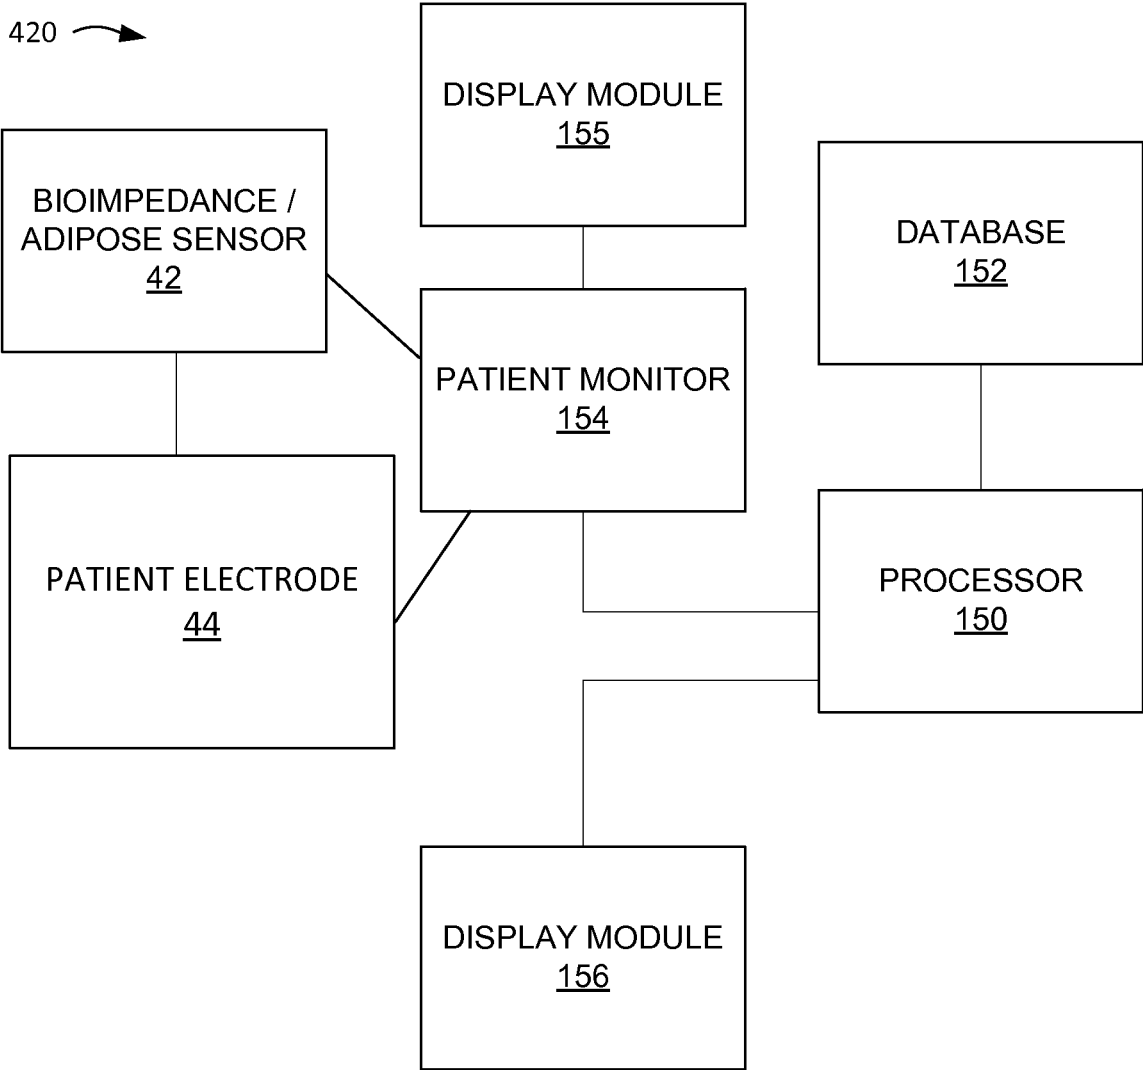 420
DISPLAY MODULE
155
BIOIMPEDANCE /
ADIPOSE SENSOR
42
DATABASE
152
PATIENT MONITOR
154
PATIENT ELECTRODE
44
PROCESSOR
150
DISPLAY MODULE
156